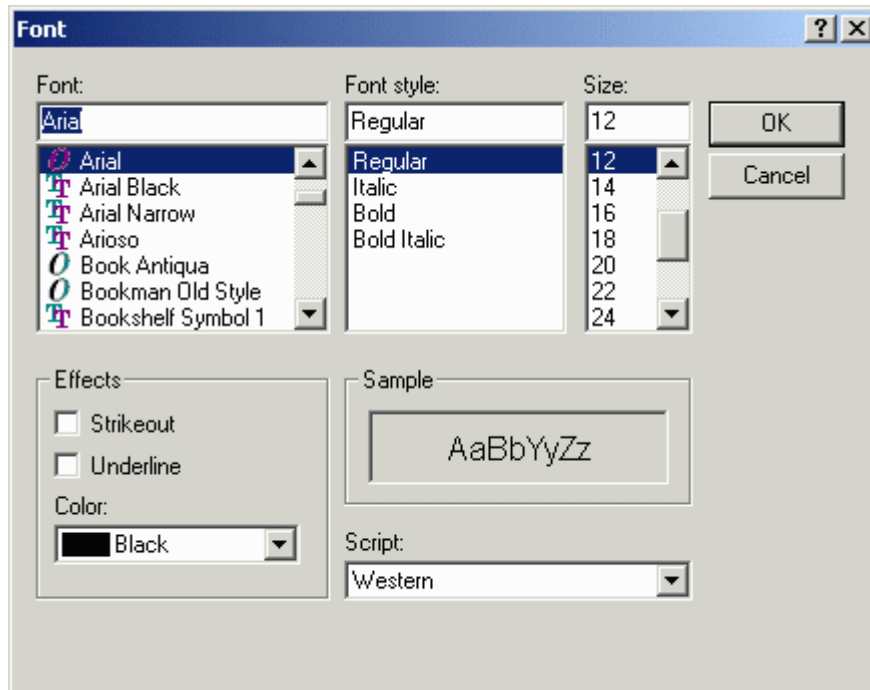 Font
Font:
Arial
Arial
Arial Black
Arial Narrow
Arioso
Book Antiqua
Bookman Old Style
Bookshelf Symbol 1
Font style:
Regular
Regular
Italic
Bold
Bold Italic
Size:
12
12
14
16
18
20
22
24
OK
Cancel
Effects
Strikeout
Underline
Color:
Black
Sample
AaBbYyZz
Script:
Western